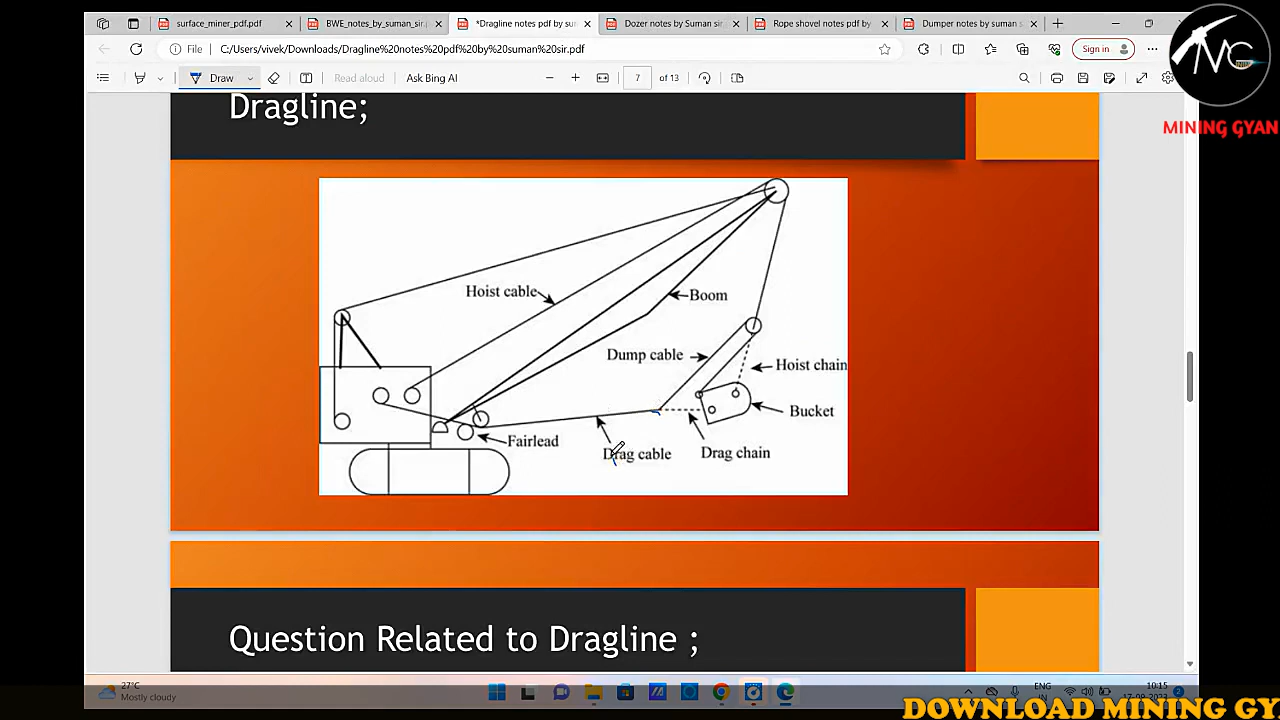 surface_miner_pdf.pdf
BWE_notes_by_suman_sir.p
*Dragline notes pdf by sum
Dozer notes by Suman sir
Rope shovel notes pdf by
Dumper notes by suman s
File
C:/Users/vivek/Downloads/Dragline%20notes%20pdf%20by%20suman%20sir.pdf
Sign in
Draw
Read aloud
Ask Bing AI
7
of 13
MC
MINING GYAN
Dragline;
Hoist cable
Boom
Dump cable
Hoist chain
Bucket
Fairlead
Drag cable
Drag chain
Question Related to Dragline ;
27°C
Mostly cloudy
ENG
IN
10:15
DOWNLOAD MINING GY